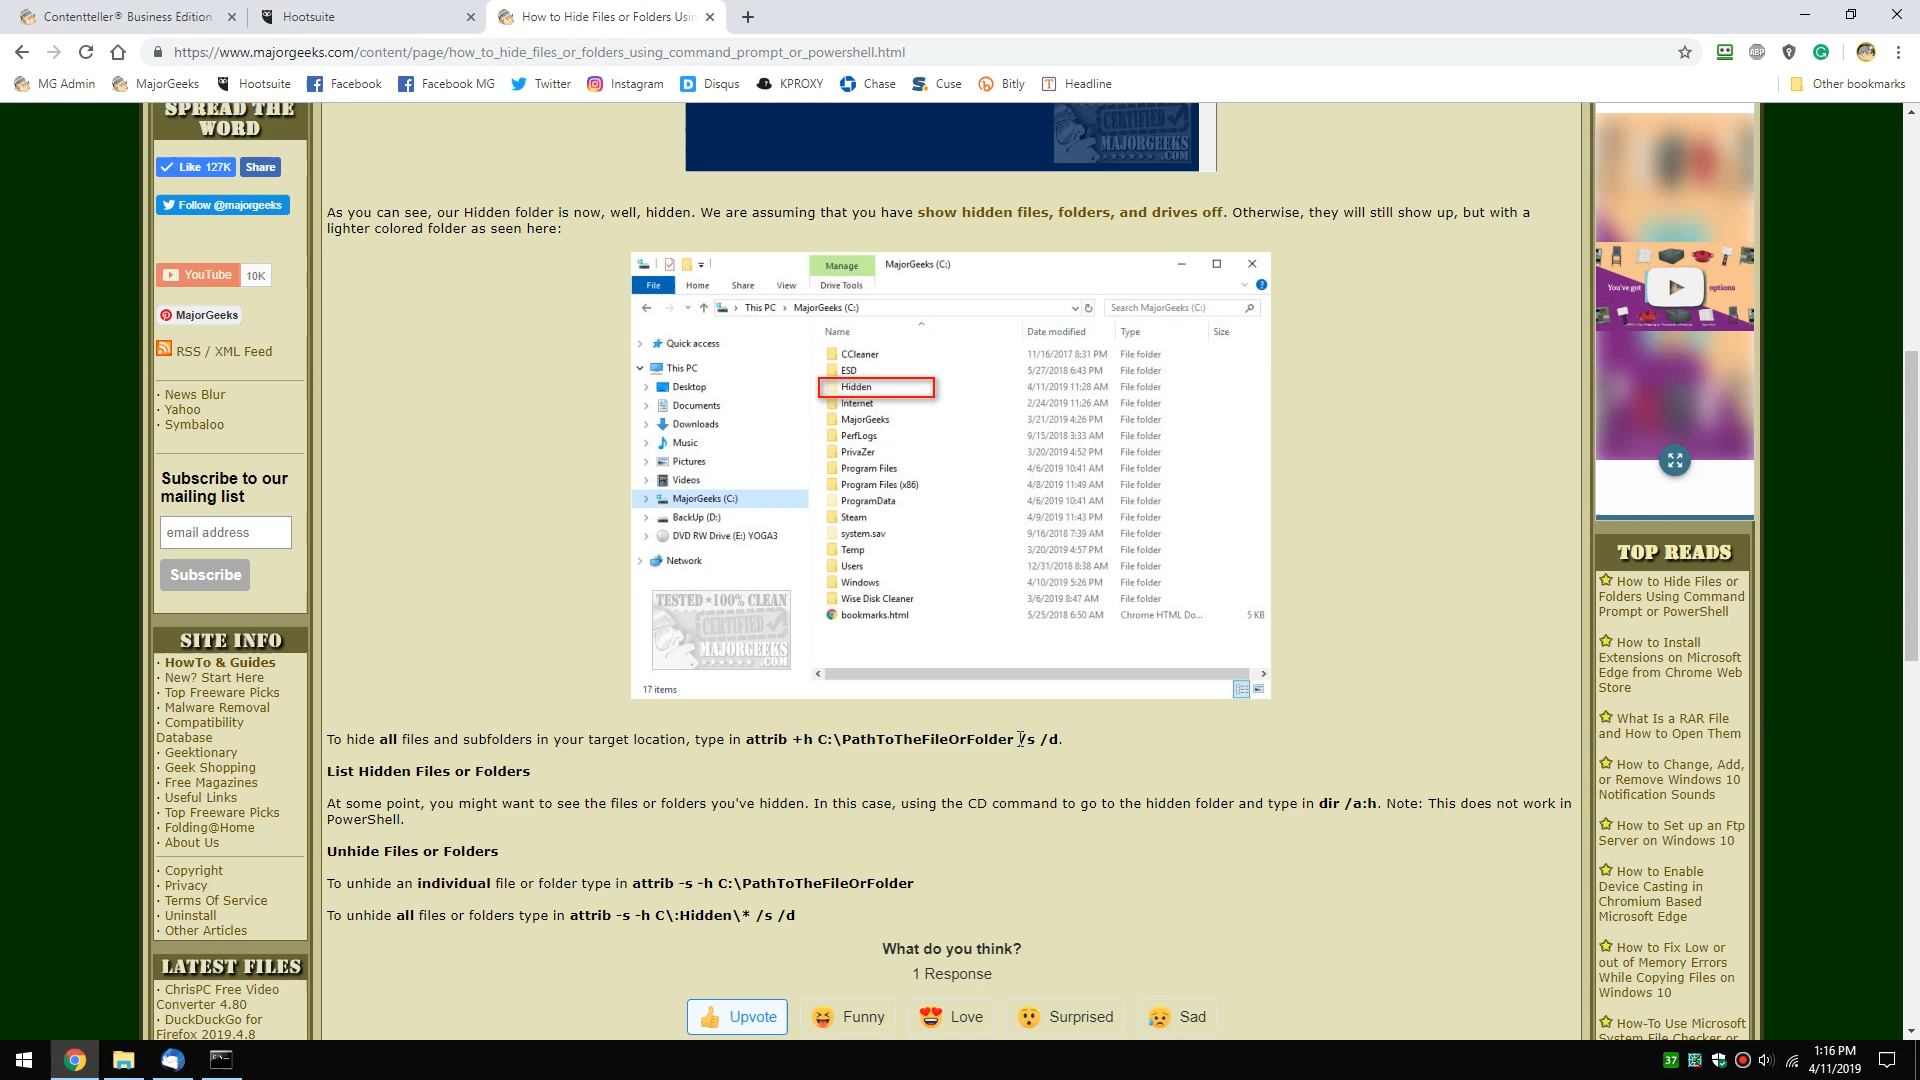 Contentteller® Business Edition
Hootsuite
How to Hide Files or Folders Usin
https://www.majorgeeks.com/content/page/how_to_hide_files_or_folders_using_command_prompt_or_powershell.html
ABP
MG Admin
MajorGeeks
Hootsuite
Facebook
Facebook MG
Twitter
Instagram
Disqus
KPROXY
Chase
Cuse
Bitly
Headline
Other bookmarks
SPREAD THE
WORD
Like 127K
Share
Follow @majorgeeks
YouTube
10K
MajorGeeks
RSS / XML Feed
· News Blur
· Yahoo
· Symbaloo
Subscribe to our
mailing list
email address
Subscribe
SITE INFO
· HowTo & Guides
· New? Start Here
· Top Freeware Picks
· Malware Removal
· Compatibility
Database
· Geektionary
· Geek Shopping
· Free Magazines
· Useful Links
· Top Freeware Picks
· Folding@Home
· About Us
· Copyright
· Privacy
· Terms Of Service
· Uninstall
· Other Articles
LATEST FILES
· ChrisPC Free Video
Converter 4.80
· DuckDuckGo for
Firefox 2019.4.8
CERTIFIED
MAJORGEEKS
.COM
As you can see, our Hidden folder is now, well, hidden. We are assuming that you have show hidden files, folders, and drives off. Otherwise, they will still show up, but with a
lighter colored folder as seen here:
Manage
MajorGeeks (C:)
File
Home
Share
View
Drive Tools
This PC
MajorGeeks (C:)
Search MajorGeeks (C:)
Quick access
This PC
Desktop
Documents
Downloads
Music
Pictures
Videos
MajorGeeks (C:)
BackUp (D:)
DVD RW Drive (E:) YOGA3
Network
TESTED ★ 100% CLEAN
CERTIFIED
MAJORGEEKS
.COM
17 items
Name Date modified Type Size
CCleaner 11/16/2017 8:31 PM File folder
ESD 5/27/2018 6:43 PM File folder
Hidden 4/11/2019 11:28 AM File folder
Internet 2/24/2019 11:26 AM File folder
MajorGeeks 3/21/2019 4:26 PM File folder
PerfLogs 9/15/2018 3:33 AM File folder
PrivaZer 3/20/2019 4:52 PM File folder
Program Files 4/6/2019 10:41 AM File folder
Program Files (x86) 4/8/2019 11:49 AM File folder
ProgramData 4/6/2019 10:41 AM File folder
Steam 4/9/2019 11:43 PM File folder
system.sav 9/16/2018 7:39 AM File folder
Temp 3/20/2019 4:57 PM File folder
Users 12/31/2018 8:38 AM File folder
Windows 4/10/2019 5:26 PM File folder
Wise Disk Cleaner 3/6/2019 8:47 AM File folder
bookmarks.html 5/25/2018 6:50 AM Chrome HTML Do... 5 KB
To hide all files and subfolders in your target location, type in attrib +h C:\PathToTheFileOrFolder /s /d.
List Hidden Files or Folders
At some point, you might want to see the files or folders you've hidden. In this case, using the CD command to go to the hidden folder and type in dir /a:h. Note: This does not work in
PowerShell.
Unhide Files or Folders
To unhide an individual file or folder type in attrib -s -h C:\PathToTheFileOrFolder
To unhide all files or folders type in attrib -s -h C\:Hidden\* /s /d
What do you think?
1 Response
Upvote
Funny
Love
Surprised
Sad
You've got
options
TOP READS
How to Hide Files or
Folders Using Command
Prompt or PowerShell
How to Install
Extensions on Microsoft
Edge from Chrome Web
Store
What Is a RAR File
and How to Open Them
How to Change, Add,
or Remove Windows 10
Notification Sounds
How to Set up an Ftp
Server on Windows 10
How to Enable
Device Casting in
Chromium Based
Microsoft Edge
How to Fix Low or
out of Memory Errors
While Copying Files on
Windows 10
How-To Use Microsoft
System File Checker or
37
1:16 PM
4/11/2019